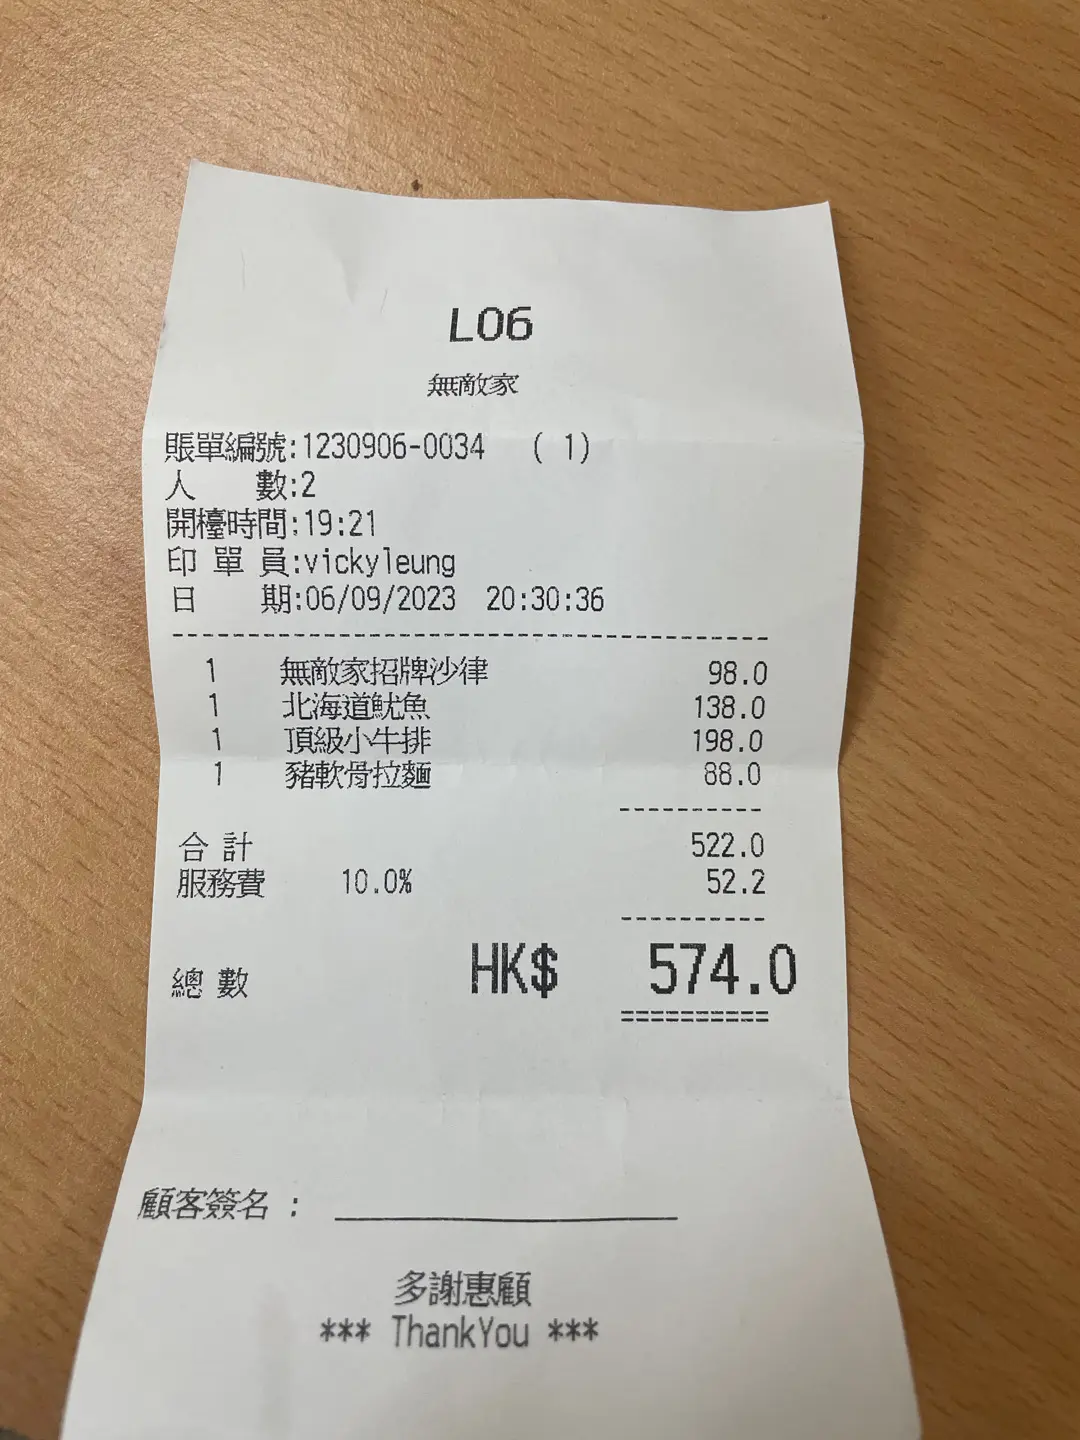 L06
無敵家
賬單編號:1230906-0034 ( 1)
人 數:2
開檯時間:19:21
印 單 員:vickyleung
日 期:06/09/2023 20:30:36
1 無敵家招牌沙律 98.0
1 北海道魷魚 138.0
1 頂級小牛排 198.0
1 豬軟骨拉麵 88.0
合 計 522.0
服務費 10.0% 52.2
總 數 HK$ 574.0
顧客簽名 :
多謝惠顧
*** ThankYou ***